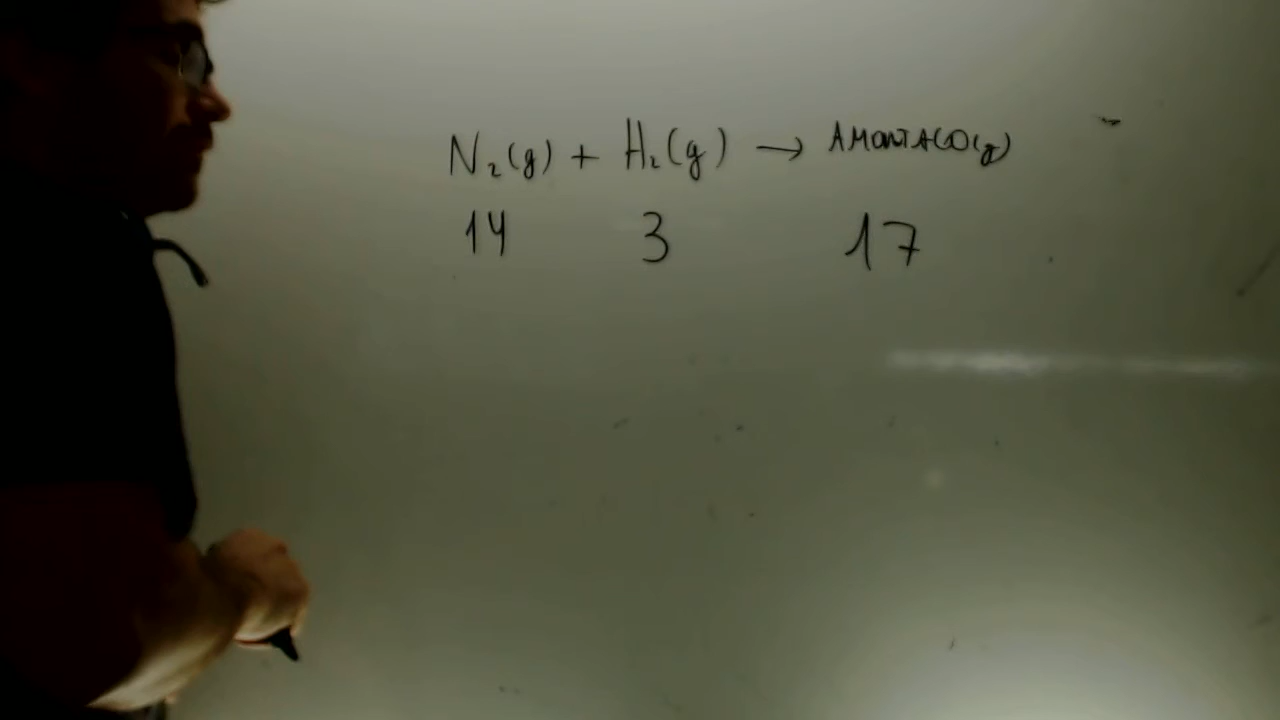 N₂(g) + H₂(g) → AMONIACO(g)
14 3 17